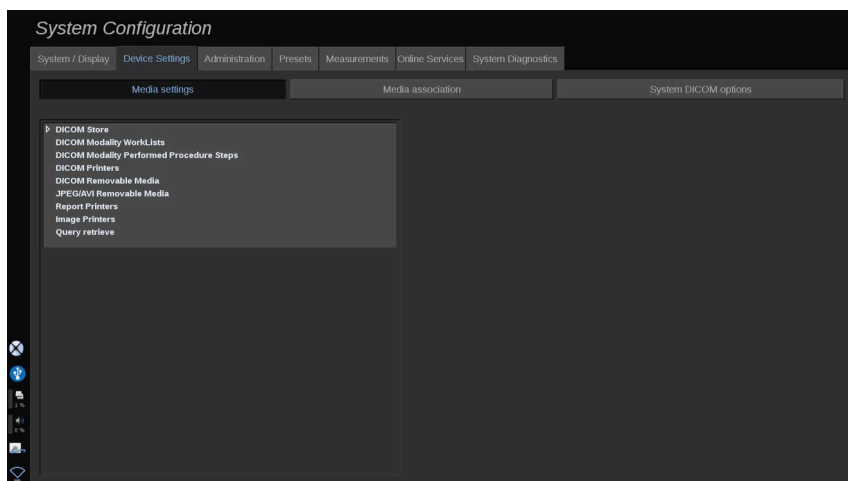 System Configuration
System / Display Device Settings Administration Presets Measurements Online Services System Diagnostics
Media settings Media association System DICOM options
DICOM Store
DICOM Modality WorkLists
DICOM Modality Performed Procedure Steps
DICOM Printers
DICOM Removable Media
JPEG/AVI Removable Media
Report Printers
Image Printers
Query retrieve
1 %
0 %